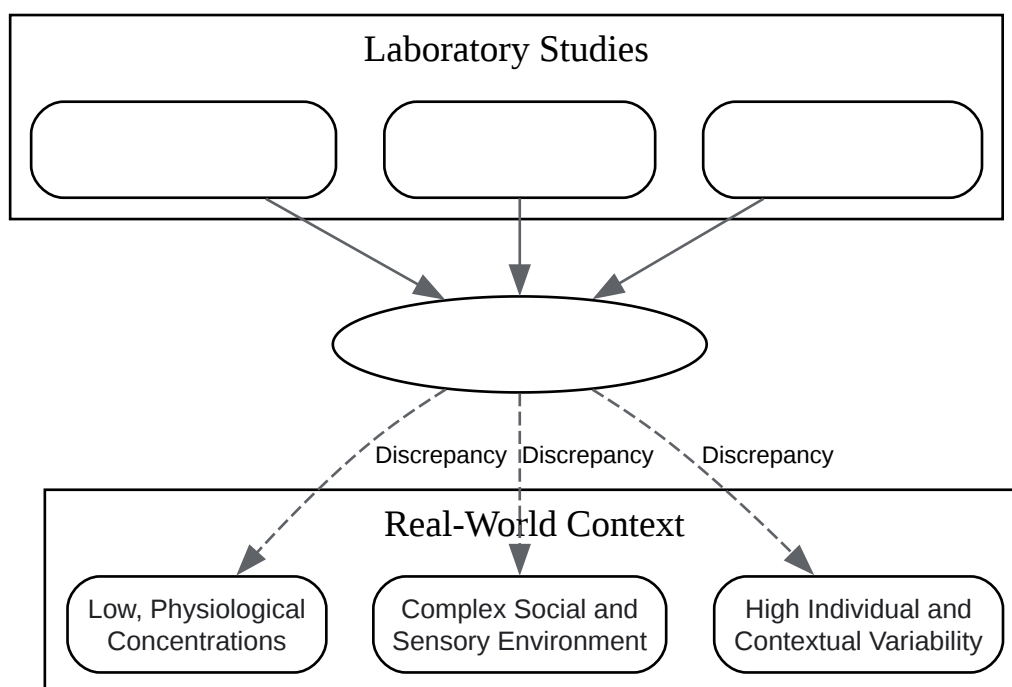 Laboratory Studies
Discrepancy Discrepancy Discrepancy
Real-World Context
Low, Physiological
Concentrations
Complex Social and
Sensory Environment
High Individual and
Contextual Variability